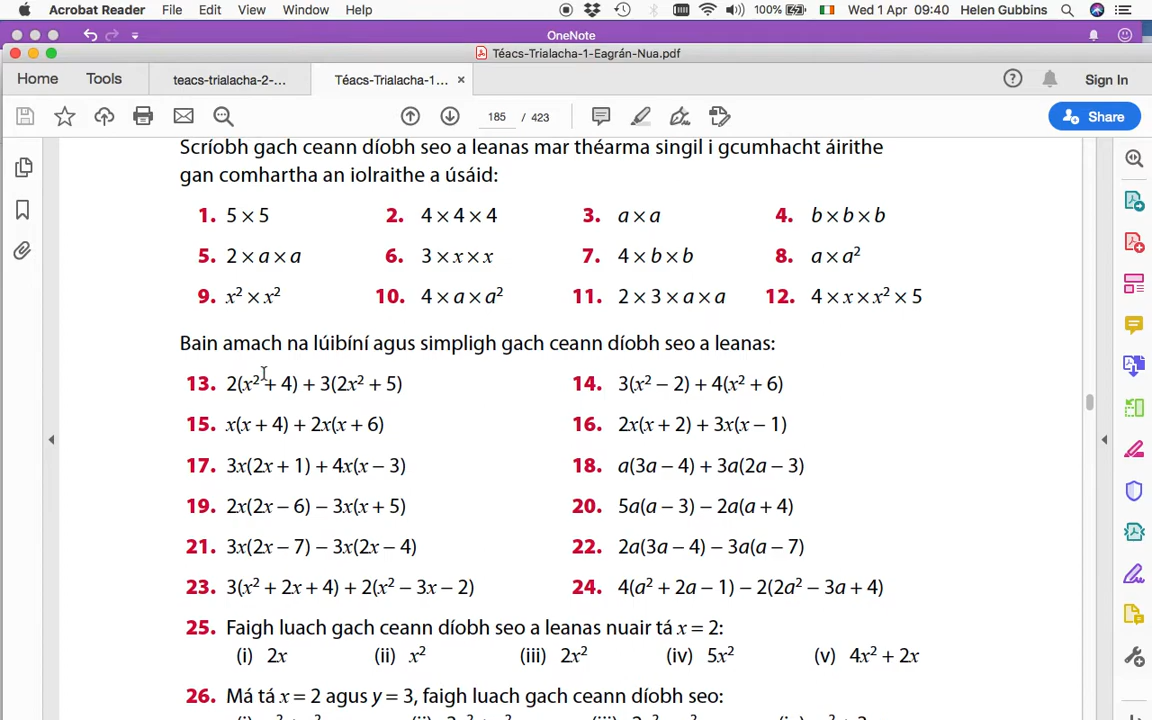 Acrobat Reader File Edit View Window Help 100% Wed 1 Apr 09:40 Helen Gubbins
OneNote
Téacs-Trialacha-1-Eagrán-Nua.pdf
Home Tools teacs-trialacha-2-... Téacs-Trialacha-1... × Sign In
185 / 423 Share
Scríobh gach ceann díobh seo a leanas mar théarma singil i gcumhacht áirithe
gan comhartha an iolraithe a úsáid:
1. 5 × 5 2. 4 × 4 × 4 3. a × a 4. b × b × b
5. 2 × a × a 6. 3 × x × x 7. 4 × b × b 8. a × a²
9. x² × x² 10. 4 × a × a² 11. 2 × 3 × a × a 12. 4 × x × x² × 5
Bain amach na lúibíní agus simpligh gach ceann díobh seo a leanas:
13. 2(x² + 4) + 3(2x² + 5) 14. 3(x² − 2) + 4(x² + 6)
15. x(x + 4) + 2x(x + 6) 16. 2x(x + 2) + 3x(x − 1)
17. 3x(2x + 1) + 4x(x − 3) 18. a(3a − 4) + 3a(2a − 3)
19. 2x(2x − 6) − 3x(x + 5) 20. 5a(a − 3) − 2a(a + 4)
21. 3x(2x − 7) − 3x(2x − 4) 22. 2a(3a − 4) − 3a(a − 7)
23. 3(x² + 2x + 4) + 2(x² − 3x − 2) 24. 4(a² + 2a − 1) − 2(2a² − 3a + 4)
25. Faigh luach gach ceann díobh seo a leanas nuair tá x = 2:
(i) 2x (ii) x² (iii) 2x² (iv) 5x² (v) 4x² + 2x
26. Má tá x = 2 agus y = 3, faigh luach gach ceann díobh seo: